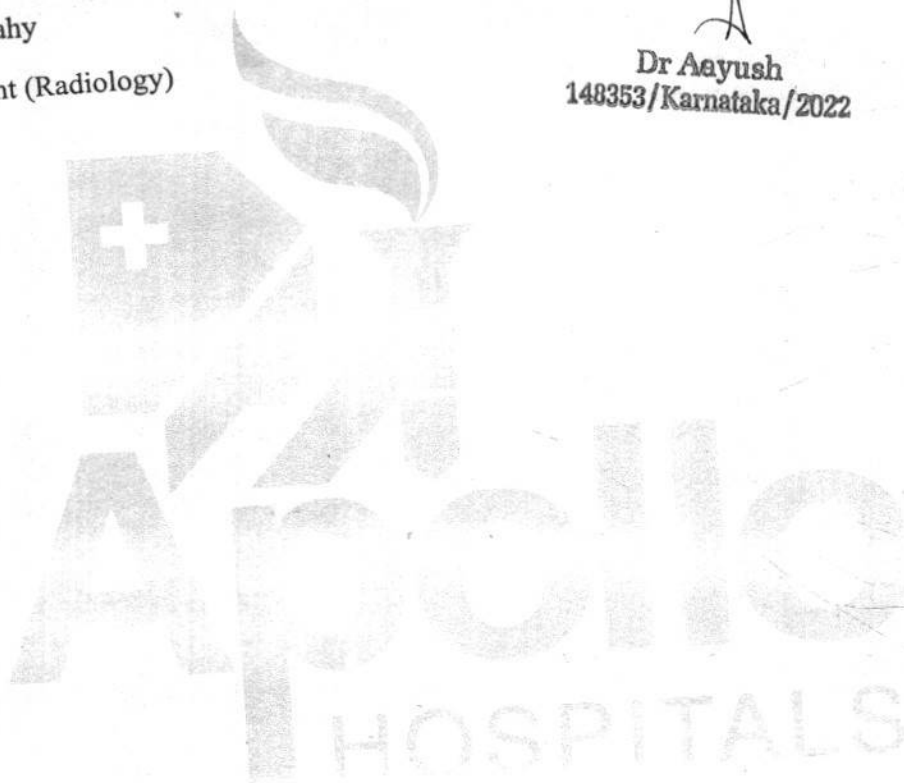 ahy
nt (Radiology)
Dr Aayush
148353/Karnataka/2022
Apollo
HOSPITALS